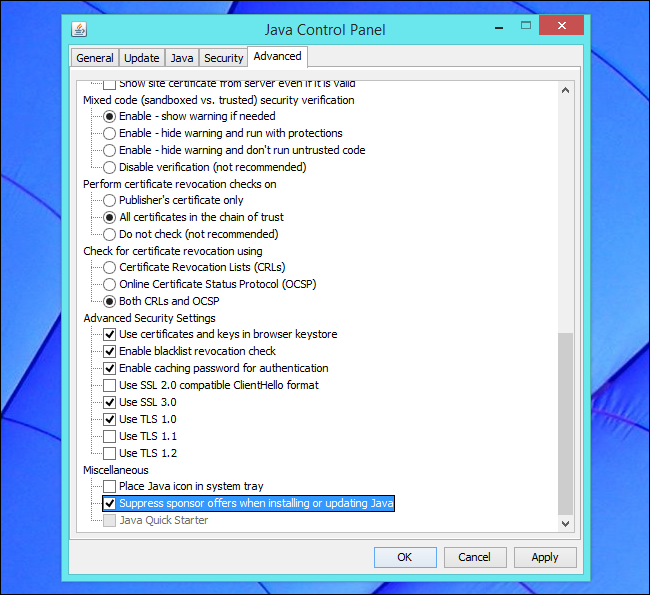 Java Control Panel
General Update Java Security Advanced
Show site certificate from server even if it is valid
Mixed code (sandboxed vs. trusted) security verification
Enable - show warning if needed
Enable - hide warning and run with protections
Enable - hide warning and don't run untrusted code
Disable verification (not recommended)
Perform certificate revocation checks on
Publisher's certificate only
All certificates in the chain of trust
Do not check (not recommended)
Check for certificate revocation using
Certificate Revocation Lists (CRLs)
Online Certificate Status Protocol (OCSP)
Both CRLs and OCSP
Advanced Security Settings
Use certificates and keys in browser keystore
Enable blacklist revocation check
Enable caching password for authentication
Use SSL 2.0 compatible ClientHello format
Use SSL 3.0
Use TLS 1.0
Use TLS 1.1
Use TLS 1.2
Miscellaneous
Place Java icon in system tray
Suppress sponsor offers when installing or updating Java
Java Quick Starter
OK Cancel Apply